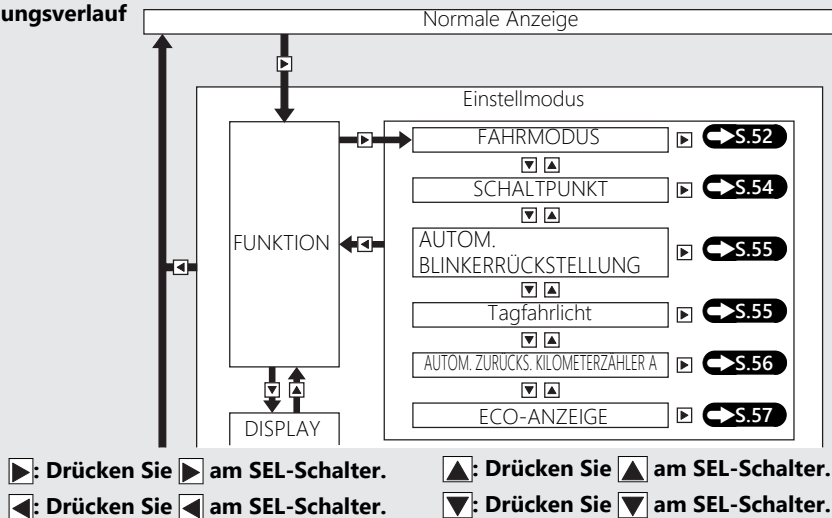 ungsverlauf
Normale Anzeige
Einstellmodus
FUNKTION
FAHRMODUS
S.52
SCHALTPUNKT
S.54
AUTOM.
BLINKERRÜCKSTELLUNG
S.55
Tagfahrlicht
S.55
AUTOM. ZURÜCKS. KILOMETERZÄHLER A
S.56
ECO-ANZEIGE
S.57
DISPLAY
▶: Drücken Sie ▶ am SEL-Schalter.
▲: Drücken Sie ▲ am SEL-Schalter.
◀: Drücken Sie ◀ am SEL-Schalter.
▼: Drücken Sie ▼ am SEL-Schalter.